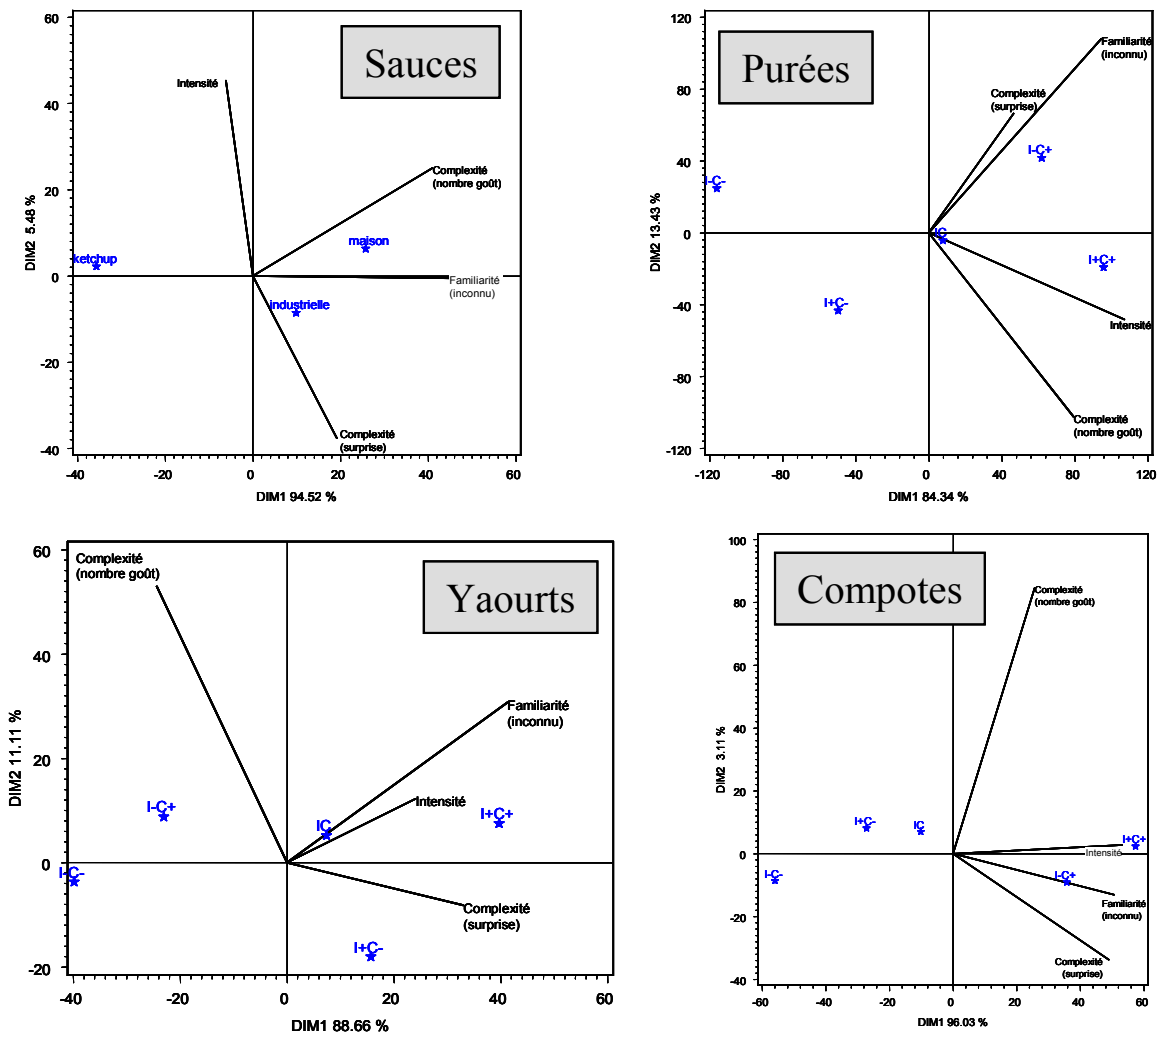 Sauces
60
40
20
0
-20
-40
DIM2 5.48 %
Intensité
Complexité
(nombre goût)
maison
ketchup
Familiarité
(inconnu)
industrielle
Complexité
(surprise)
-40
-20
0
20
40
60
DIM1 94.52 %
Purées
120
80
40
0
-40
-80
-120
DIM2 13.43 %
Familiarité
(inconnu)
Complexité
(surprise)
I-C+
I-C-
IC
I+C+
I+C-
Intensité
Complexité
(nombre goût)
-120
-80
-40
0
40
80
120
DIM1 84.34 %
Yaourts
60
40
20
0
-20
DIM2 11.11 %
Complexité
(nombre goût)
Familiarité
(inconnu)
Intensité
I-C+
IC
I+C+
I-C-
Complexité
(surprise)
I+C-
-40
-20
0
20
40
60
DIM1 88.66 %
Compotes
100
80
60
40
20
0
-20
-40
DIM2 3.11 %
Complexité
(nombre goût)
I+C-
IC
I+C+
Intensité
I-C-
I-C+
Familiarité
(inconnu)
Complexité
(surprise)
-60
-40
-20
0
20
40
60
DIM1 96.03 %